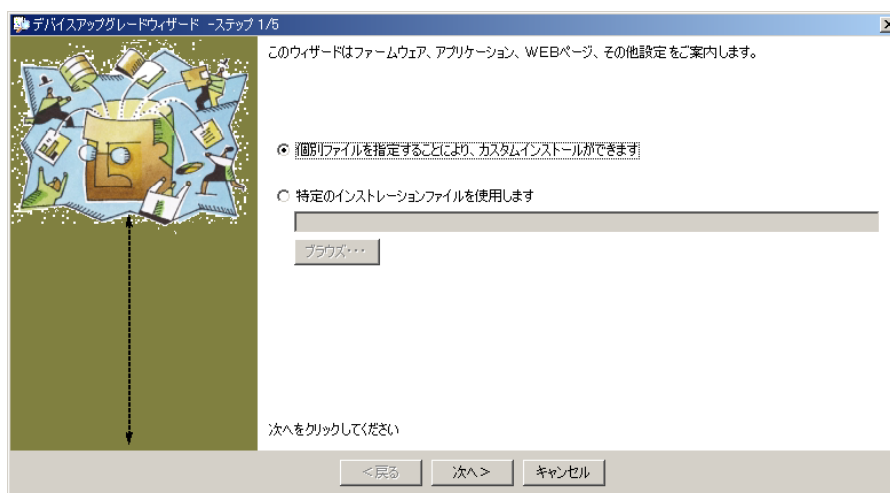 デバイスアップグレードウィザード -ステップ 1/5
このウィザードはファームウェア、アプリケーション、WEBページ、その他設定をご案内します。
個別ファイルを指定することにより、カスタムインストールができます
特定のインストレーションファイルを使用します
ブラウズ・・・
次へをクリックしてください
<戻る
次へ>
キャンセル